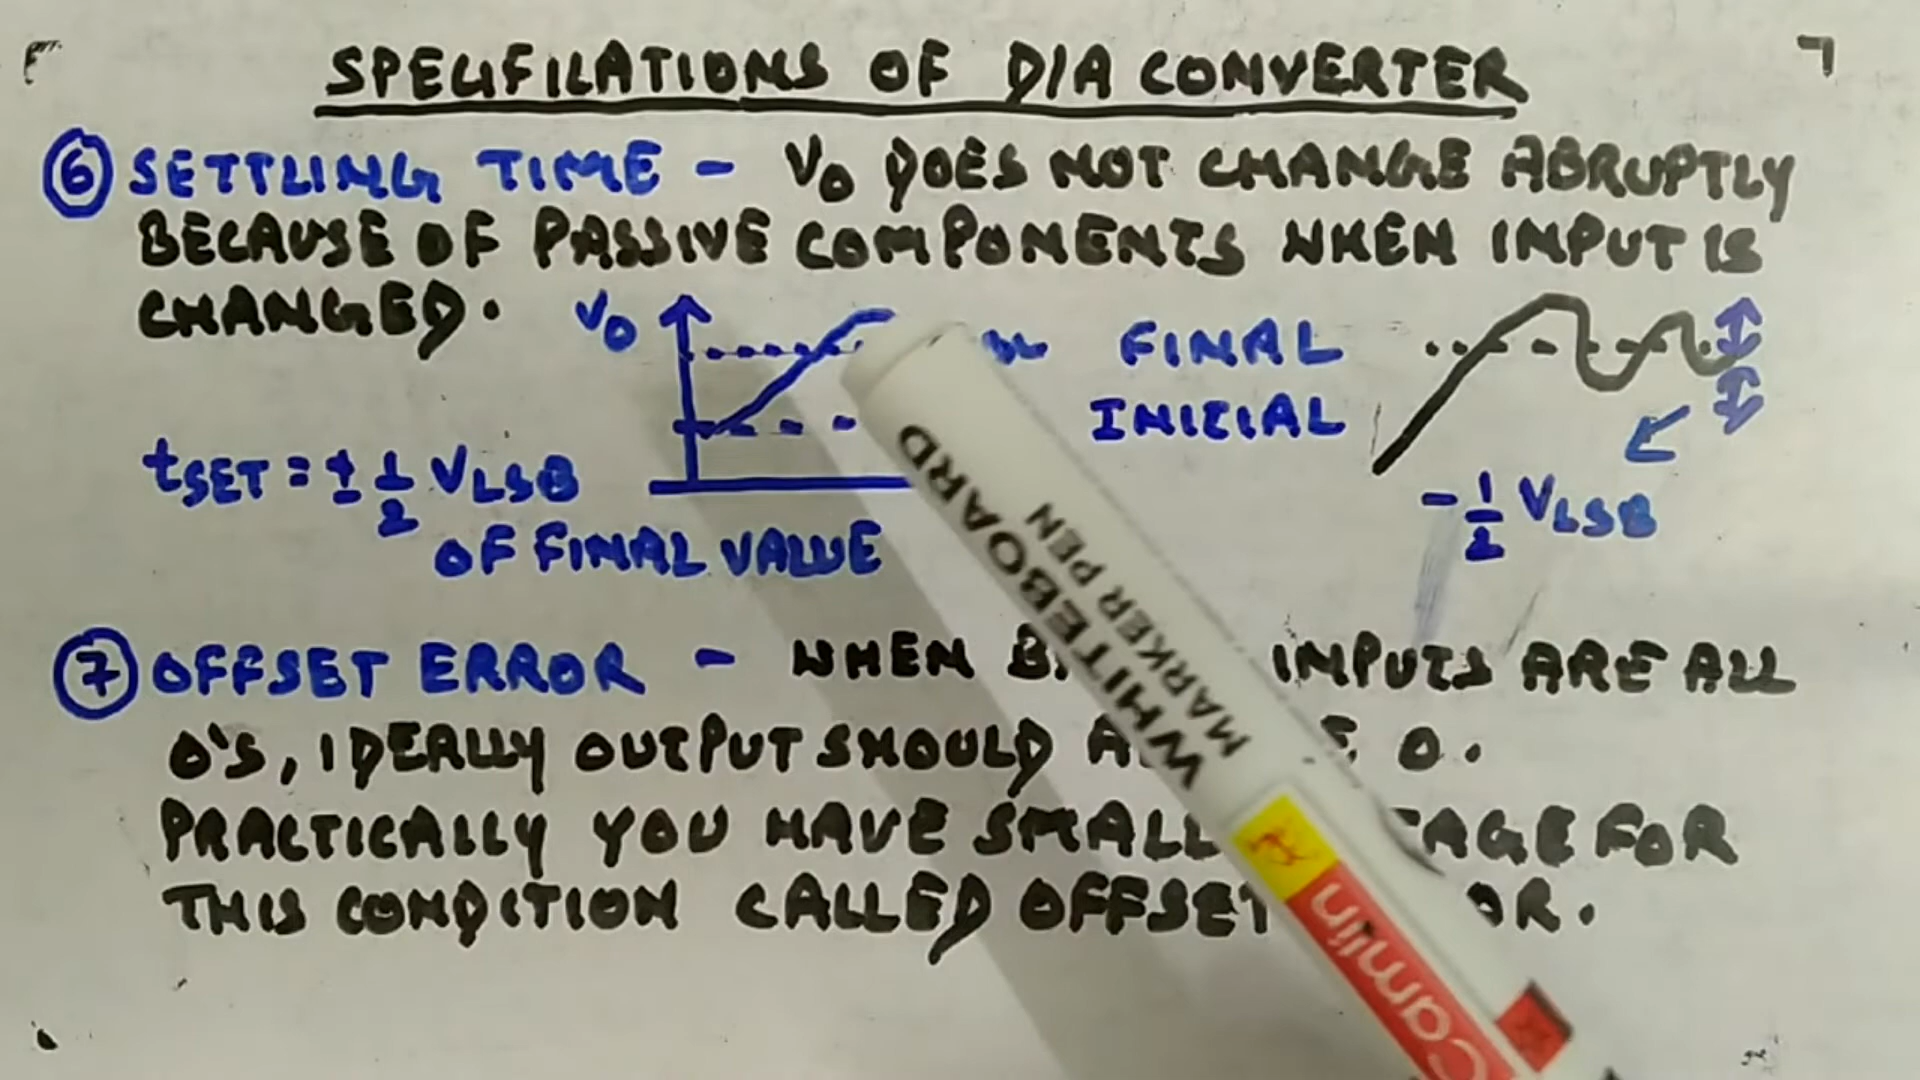 SPECIFICATIONS OF D/A CONVERTER
6 SETTLING TIME - VO DOES NOT CHANGE ABRUPTLY
BECAUSE OF PASSIVE COMPONENTS WHEN INPUT IS
CHANGED.
VO
FINAL
INITIAL
tSET = ± 1/2 VLSB
OF FINAL VALUE
- 1/2 VLSB
7 OFFSET ERROR - WHEN INPUTS ARE ALL
0'S, IDEALLY OUTPUT SHOULD 0.
PRACTICALLY YOU HAVE SMALL FOR
THIS CONDITION CALLED OFFSET
WHITEBOARD
MARKER PEN
Camlin